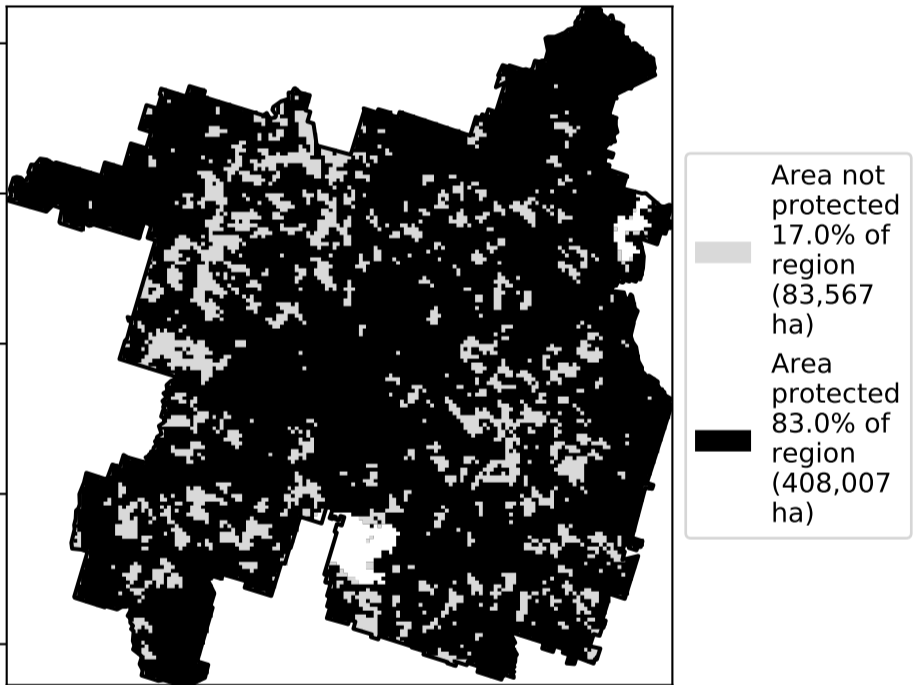 Area not
protected
17.0% of
region
(83,567
ha)
Area
protected
83.0% of
region
(408,007
ha)